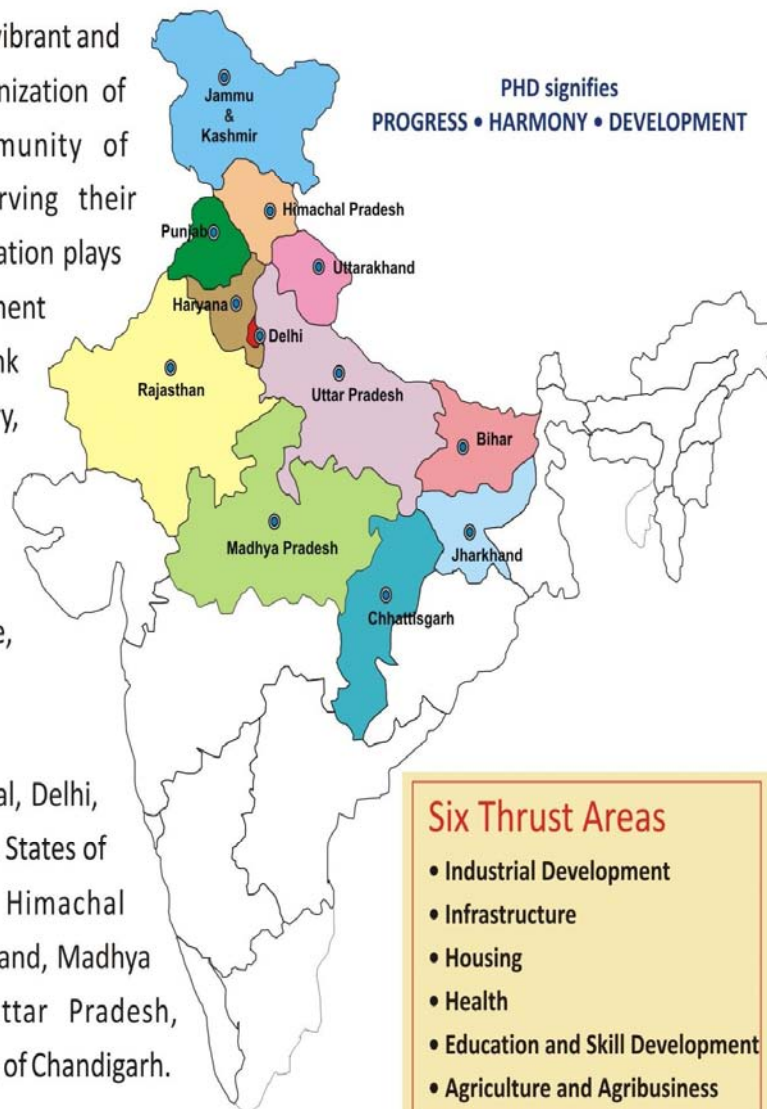 vibrant and
nization of
munity of
rving their
ation plays
ment
nk
ry,
e,
al, Delhi,
States of
Himachal
and, Madhya
ttar Pradesh,
of Chandigarh.
PHD signifies
PROGRESS • HARMONY • DEVELOPMENT
Jammu
&
Kashmir
Himachal Pradesh
Punjab
Uttarakhand
Haryana
Delhi
Rajasthan
Uttar Pradesh
Bihar
Madhya Pradesh
Jharkhand
Chhattisgarh
Six Thrust Areas
• Industrial Development
• Infrastructure
• Housing
• Health
• Education and Skill Development
• Agriculture and Agribusiness